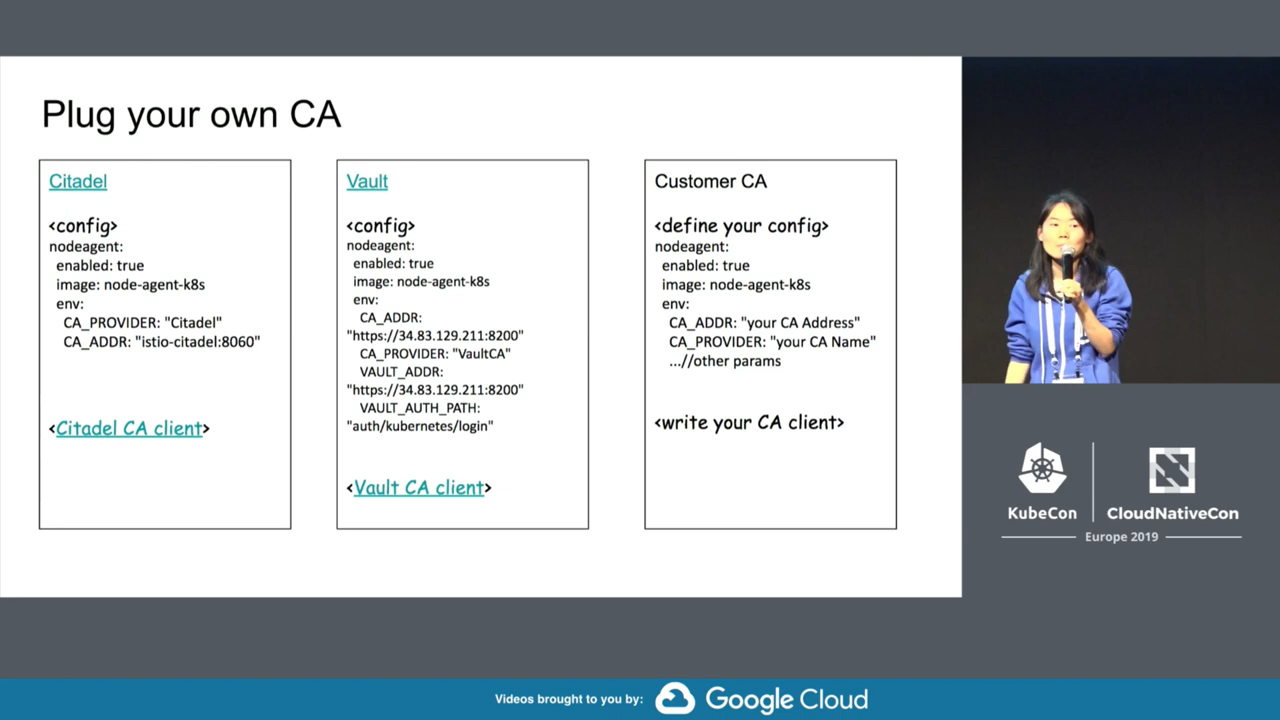 Plug your own CA
Citadel
<config>
nodeagent:
enabled: true
image: node-agent-k8s
env:
CA_PROVIDER: "Citadel"
CA_ADDR: "istio-citadel:8060"
<Citadel CA client>
Vault
<config>
nodeagent:
enabled: true
image: node-agent-k8s
env:
CA_ADDR:
"https://34.83.129.211:8200"
CA_PROVIDER: "VaultCA"
VAULT_ADDR:
"https://34.83.129.211:8200"
VAULT_AUTH_PATH:
"auth/kubernetes/login"
<Vault CA client>
Customer CA
<define your config>
nodeagent:
enabled: true
image: node-agent-k8s
env:
CA_ADDR: "your CA Address"
CA_PROVIDER: "your CA Name"
...//other params
<write your CA client>
KubeCon
CloudNativeCon
Europe 2019
Videos brought to you by:
Google Cloud